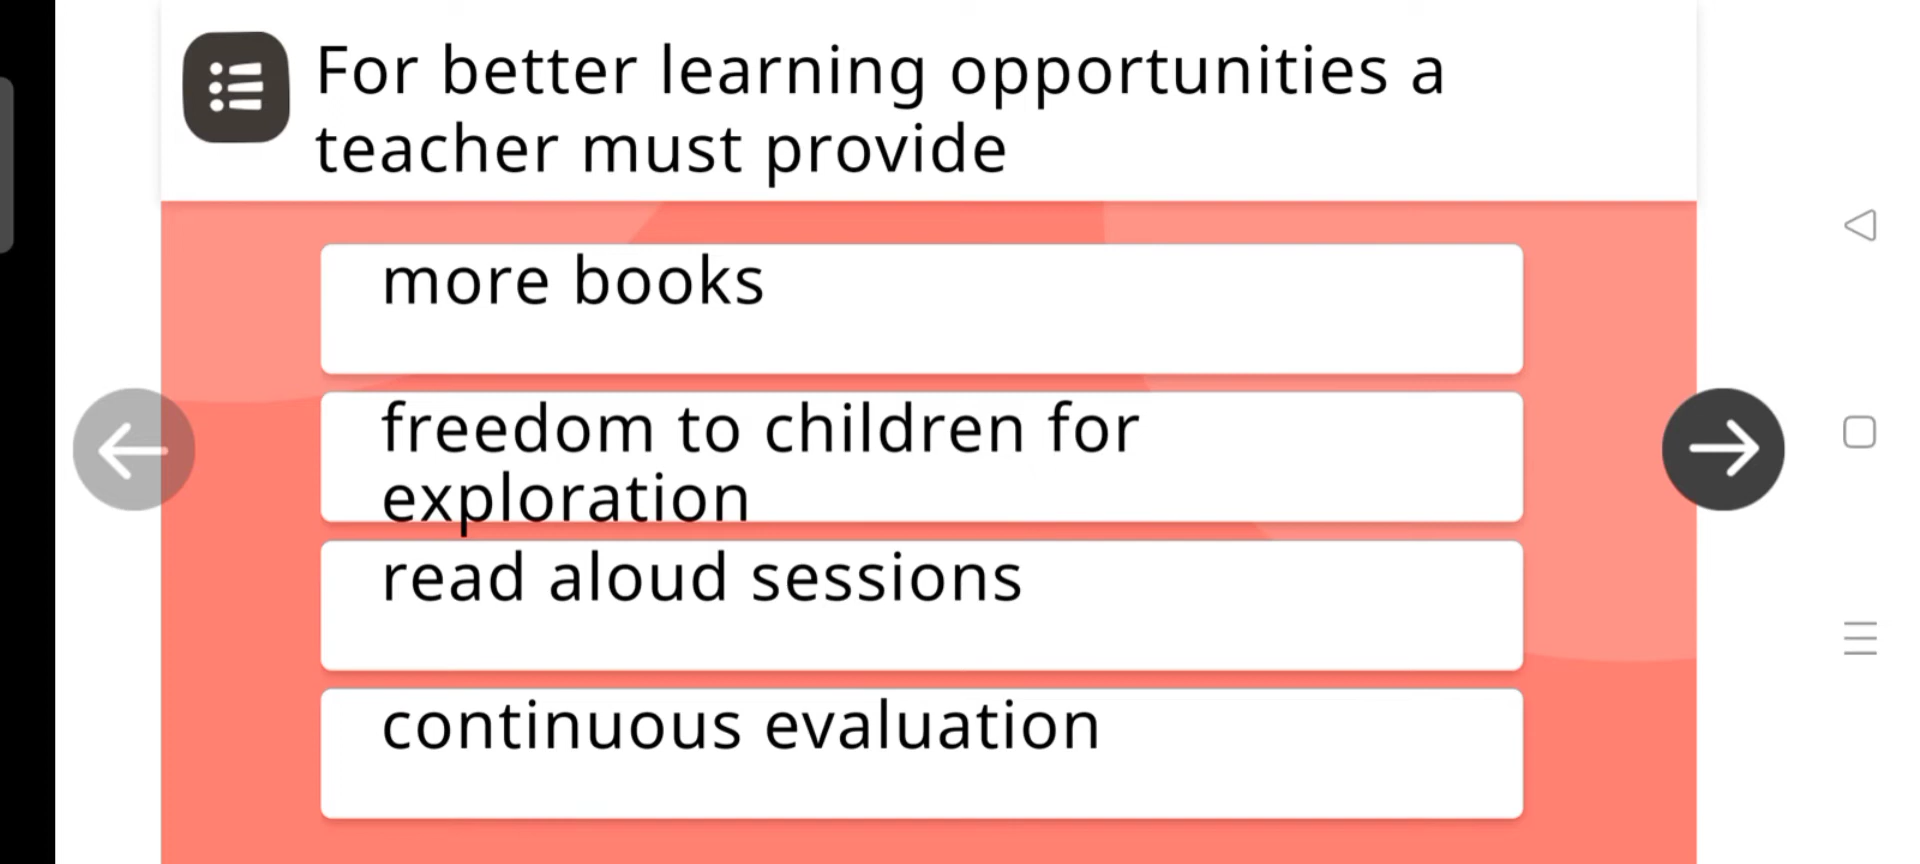 For better learning opportunities a
teacher must provide
more books
freedom to children for
exploration
read aloud sessions
continuous evaluation